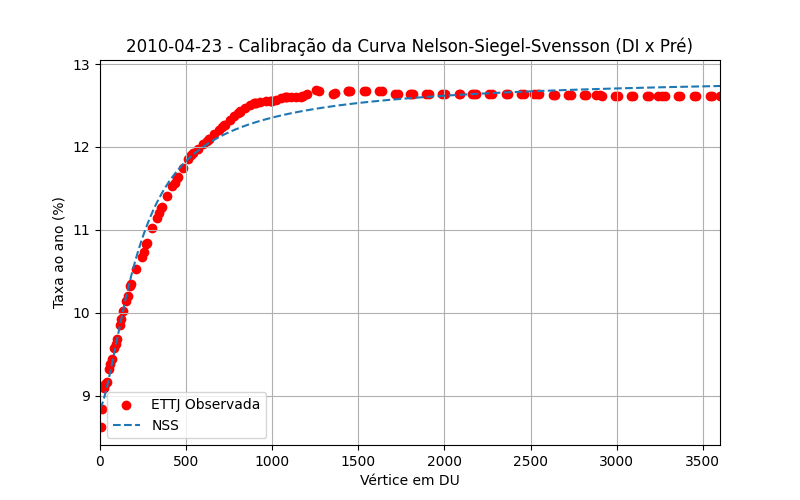 2010-04-23 - Calibração da Curva Nelson-Siegel-Svensson (DI x Pré)
Taxa ao ano (%)
13
12
11
10
9
ETTJ Observada
NSS
0 500 1000 1500 2000 2500 3000 3500
Vértice em DU